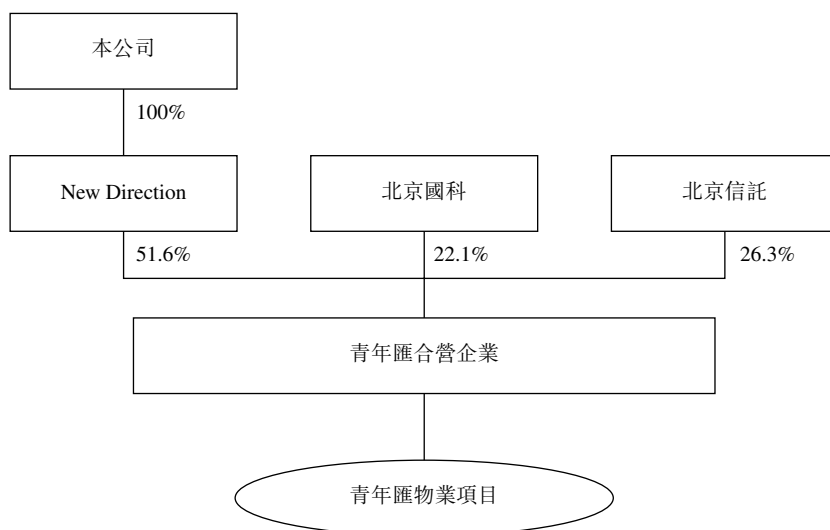 本公司
100%
New Direction
北京國科
北京信託
51.6%
22.1%
26.3%
青年匯合營企業
青年匯物業項目